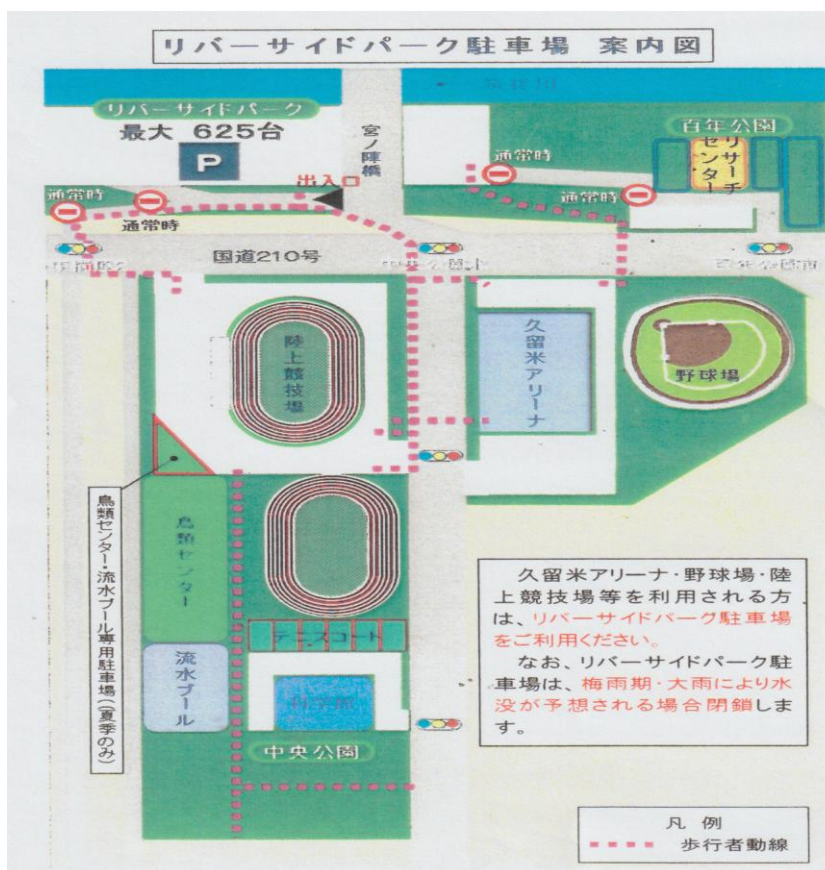 リバーサイドパーク駐車場 案内図
リバーサイドパーク
最大 625台
P
宮ノ陣橋
出入口
通常時
通常時
百年公園
リサーチ
センター
通常時
通常時
国道210号
陸上競技場
久留米アリーナ
野球場
鳥類センター・流水プール専用駐車場(夏季のみ)
鳥類センター
テニスコート
流水プール
中央公園
久留米アリーナ・野球場・陸
上競技場等を利用される方
は、リバーサイドパーク駐車場
をご利用ください。
なお、リバーサイドパーク駐
車場は、梅雨期・大雨により水
没が予想される場合閉鎖しま
す。
凡 例
歩行者動線